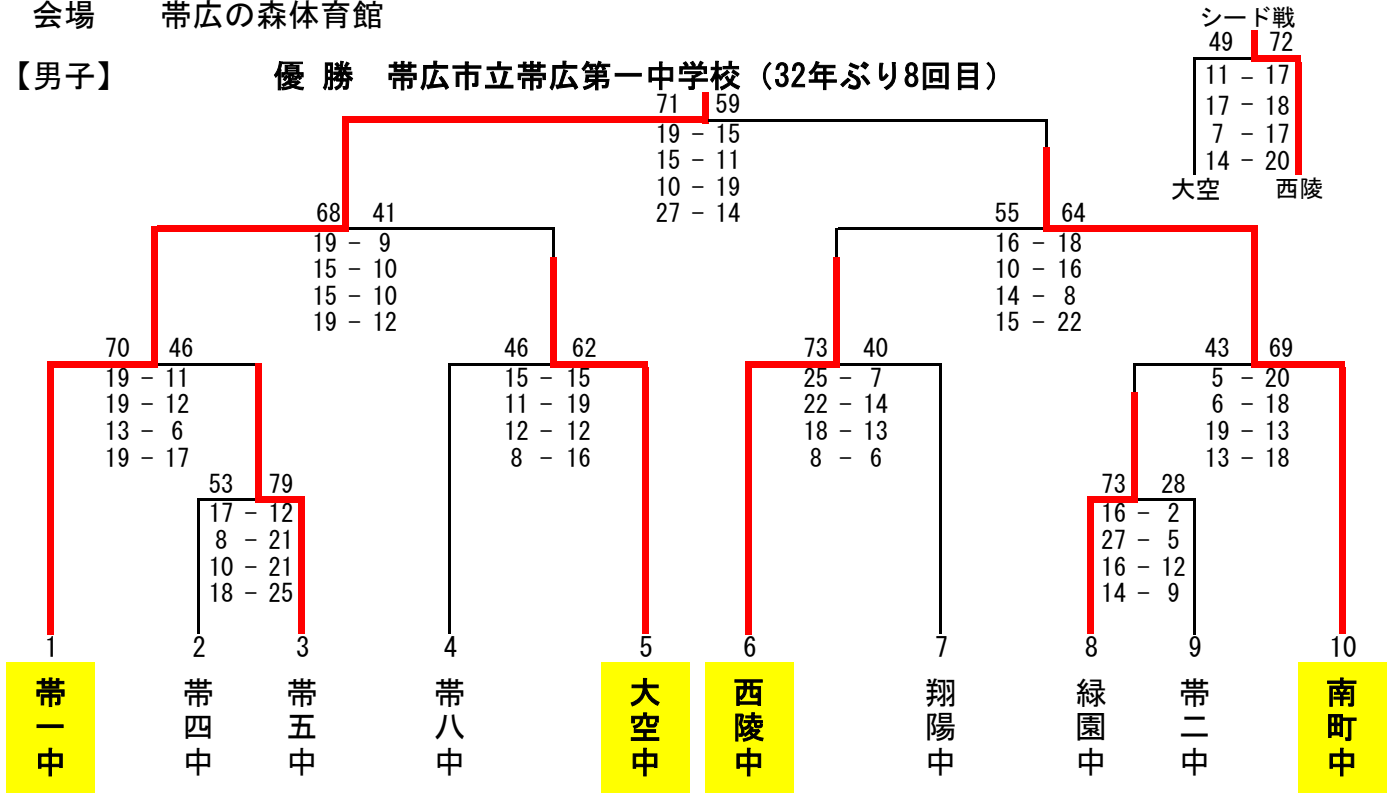 会場　　帯広の森体育館
シード戦
49 72
11 － 17
17 － 18
7 － 17
14 － 20
大空 西陵
【男子】 優 勝　帯広市立帯広第一中学校（32年ぶり8回目）
71 59
19 － 15
15 － 11
10 － 19
27 － 14
68 41
19 － 9
15 － 10
15 － 10
19 － 12
55 64
16 － 18
10 － 16
14 － 8
15 － 22
70 46
19 － 11
19 － 12
13 － 6
19 － 17
46 62
15 － 15
11 － 19
12 － 12
8 － 16
73 40
25 － 7
22 － 14
18 － 13
8 － 6
43 69
5 － 20
6 － 18
19 － 13
13 － 18
53 79
17 － 12
8 － 21
10 － 21
18 － 25
73 28
16 － 2
27 － 5
16 － 12
14 － 9
1 2 3 4 5 6 7 8 9 10
帯一中
帯四中
帯五中
帯八中
大空中
西陵中
翔陽中
緑園中
帯二中
南町中